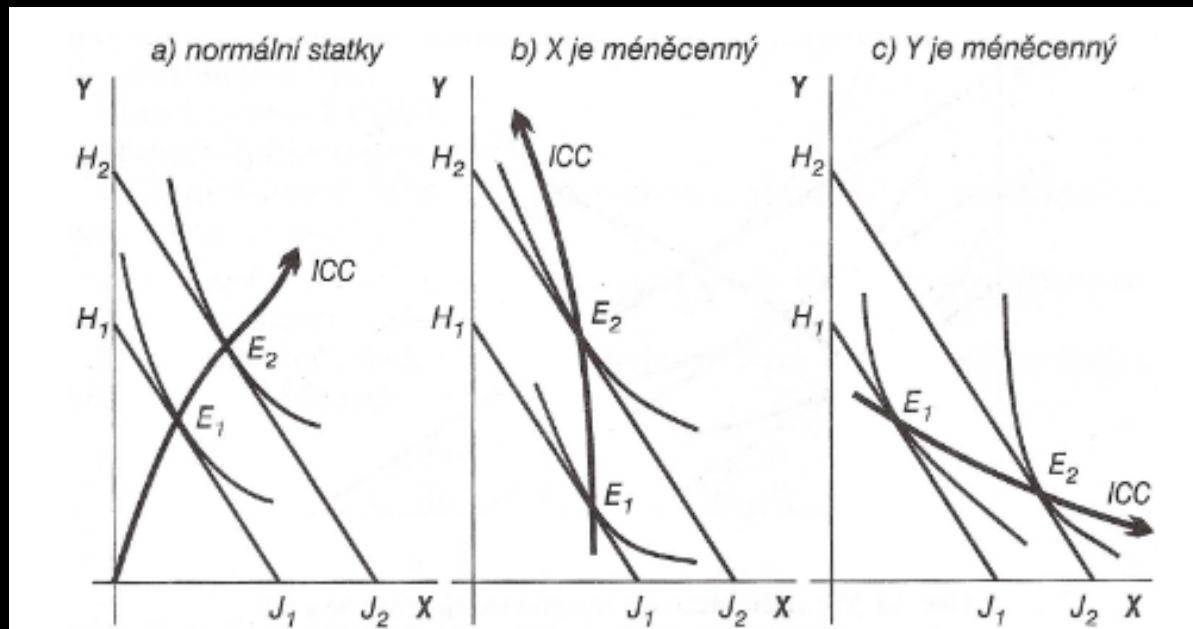 a) normální statky
b) X je méněcenný
c) Y je méněcenný
Y
H2
H1
ICC
E2
E1
J1
J2
X
Y
H2
H1
ICC
E2
E1
J1
J2
X
Y
H2
H1
E1
E2
ICC
J1
J2
X